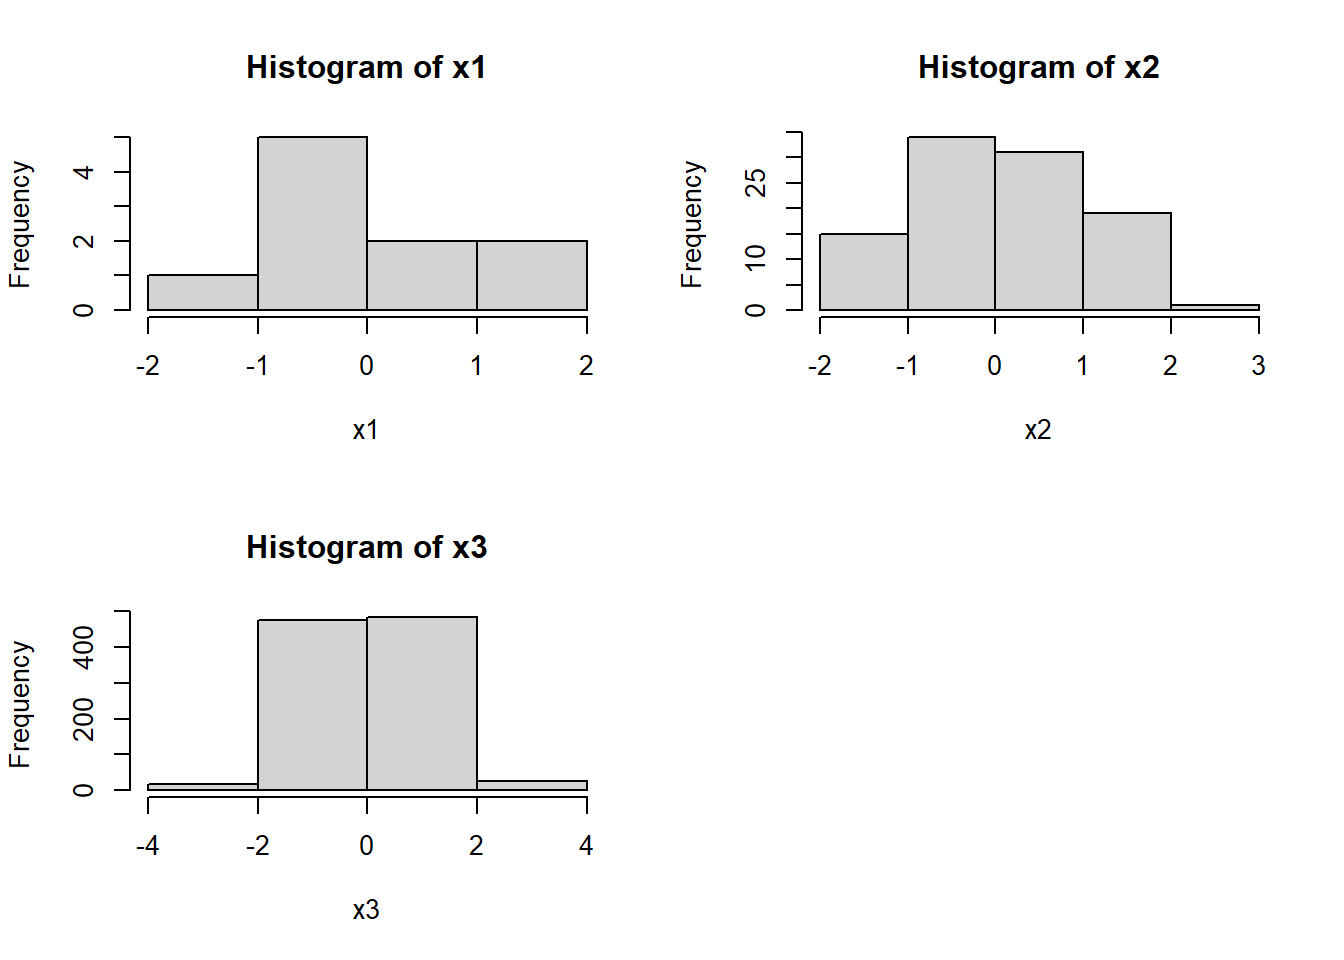 Histogram of x1
Frequency
0 2 4
-2 -1 0 1 2
x1
Histogram of x2
Frequency
0 10 25
-2 -1 0 1 2 3
x2
Histogram of x3
Frequency
0 200 400
-4 -2 0 2 4
x3